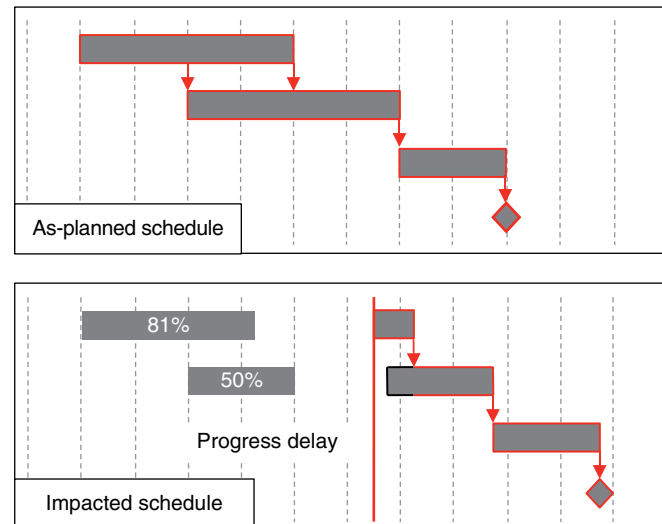 As-planned schedule
81%
50%
Progress delay
Impacted schedule